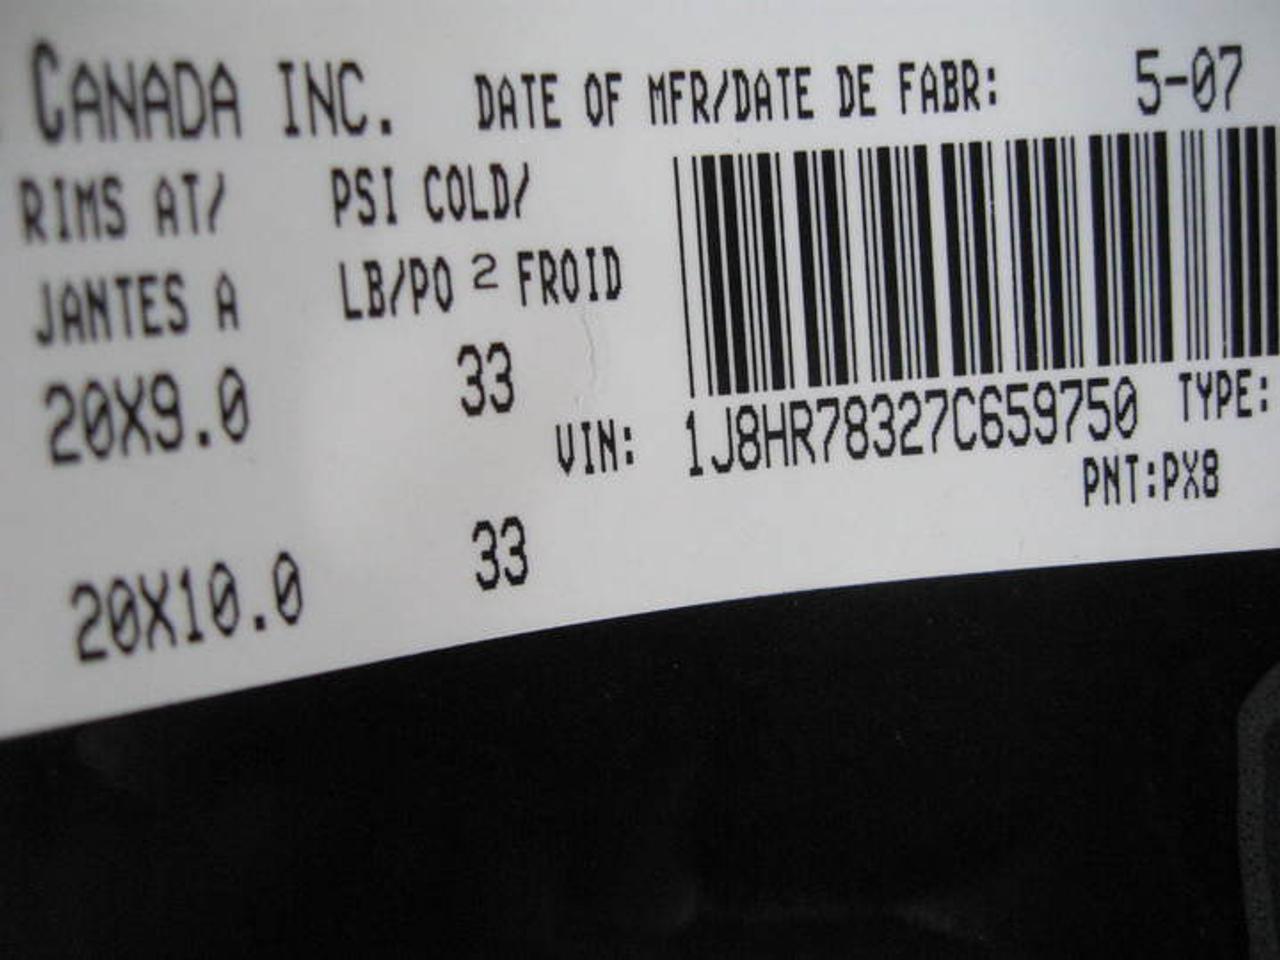 CANADA INC. DATE OF MFR/DATE DE FABR: 5-07
RIMS AT/ PSI COLD/
JANTES A LB/PO 2 FROID
20X9.0 33
VIN: 1J8HR78327C659750 TYPE:
PNT:PX8
20X10.0 33